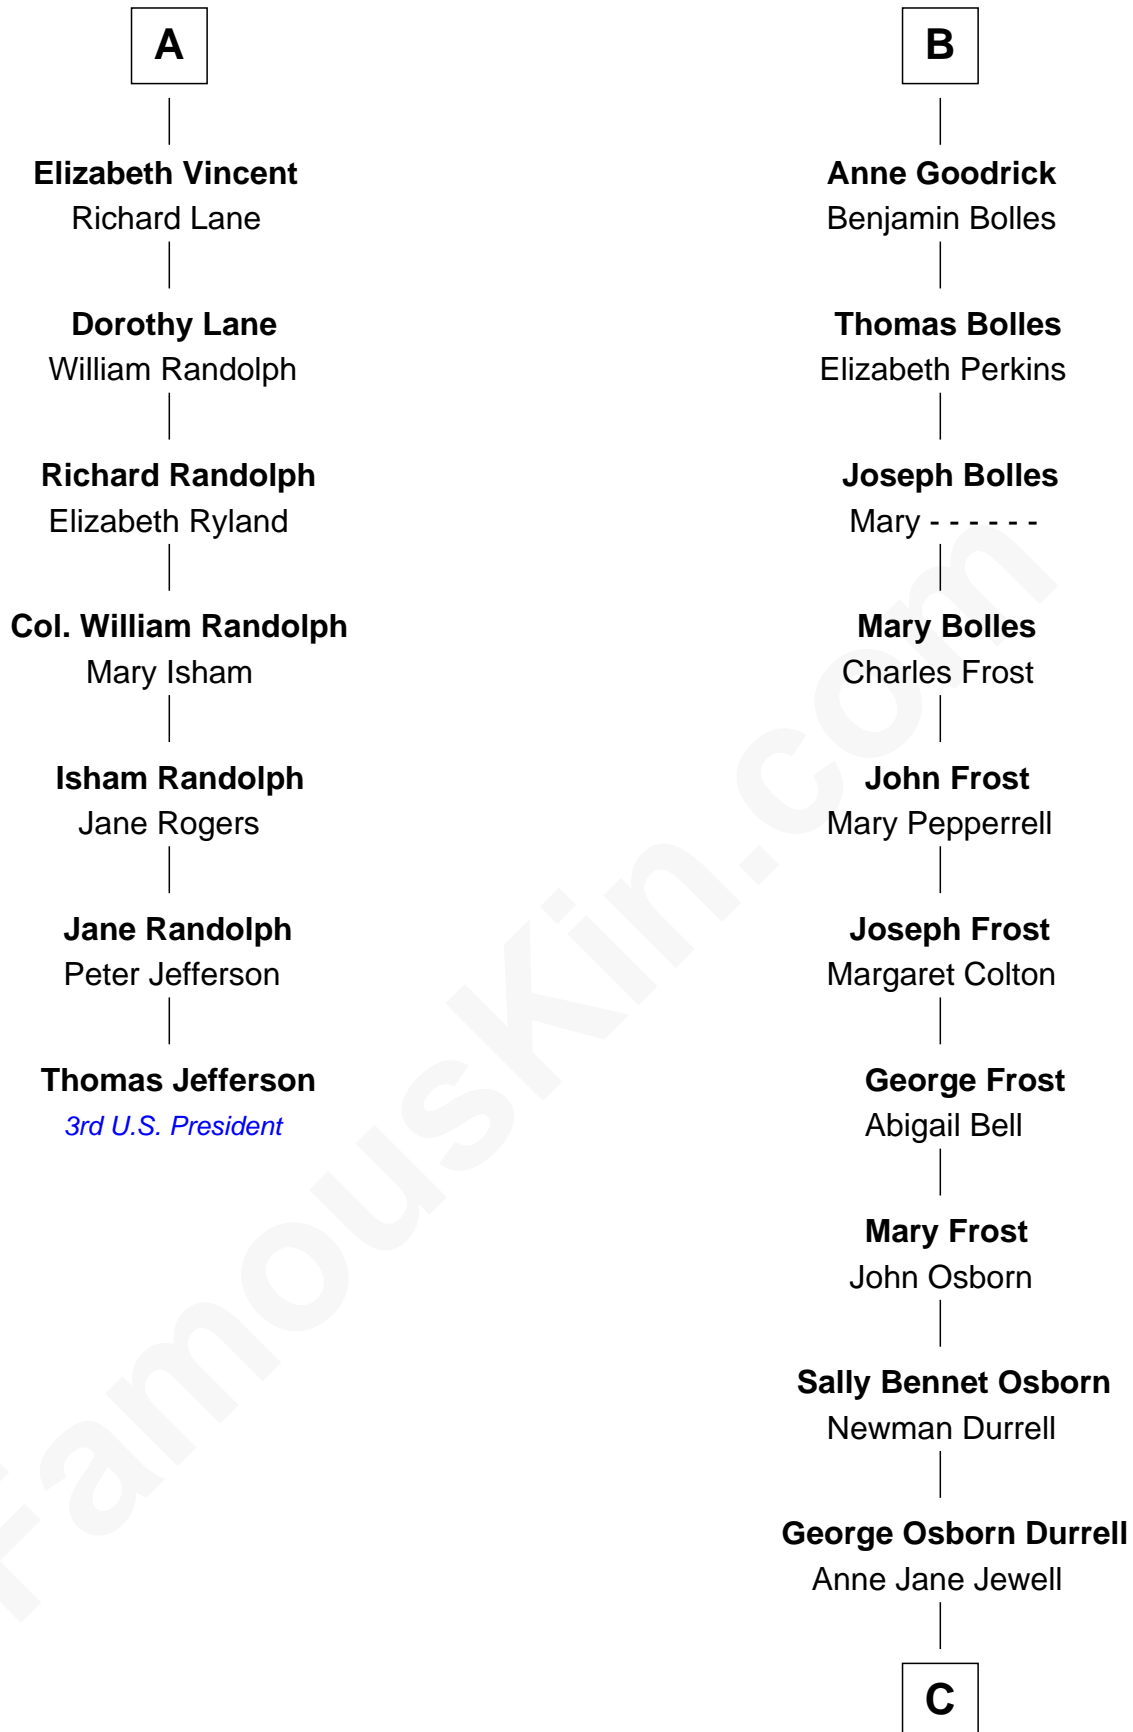 A
Elizabeth Vincent
Richard Lane
Dorothy Lane
William Randolph
Richard Randolph
Elizabeth Ryland
Col. William Randolph
Mary Isham
Isham Randolph
Jane Rogers
Jane Randolph
Peter Jefferson
Thomas Jefferson
3rd U.S. President
B
Anne Goodrick
Benjamin Bolles
Thomas Bolles
Elizabeth Perkins
Joseph Bolles
Mary - - - - - -
Mary Bolles
Charles Frost
John Frost
Mary Pepperrell
Joseph Frost
Margaret Colton
George Frost
Abigail Bell
Mary Frost
John Osborn
Sally Bennet Osborn
Newman Durrell
George Osborn Durrell
Anne Jane Jewell
C
FamousKin.com